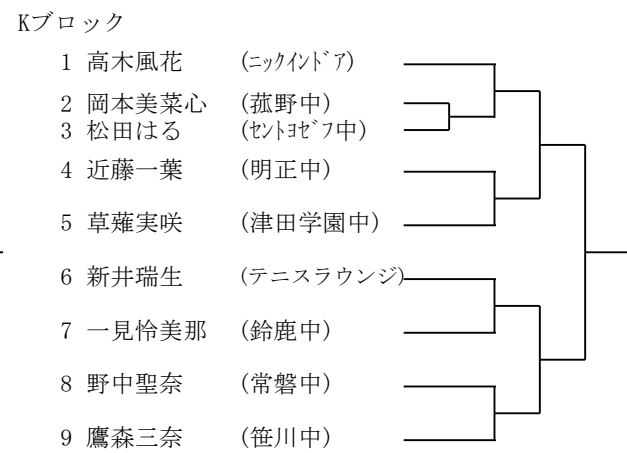 Kブロック
1 高木風花 (ﾆｯｸｲﾝﾄﾞｱ)
2 岡本美菜心 (菰野中)
3 松田はる (ｾﾝﾄﾖｾﾞﾌ中)
4 近藤一葉 (明正中)
5 草薙実咲 (津田学園中)
6 新井瑞生 (テニスラウンジ)
7 一見怜美那 (鈴鹿中)
8 野中聖奈 (常磐中)
9 鷹森三奈 (笹川中)